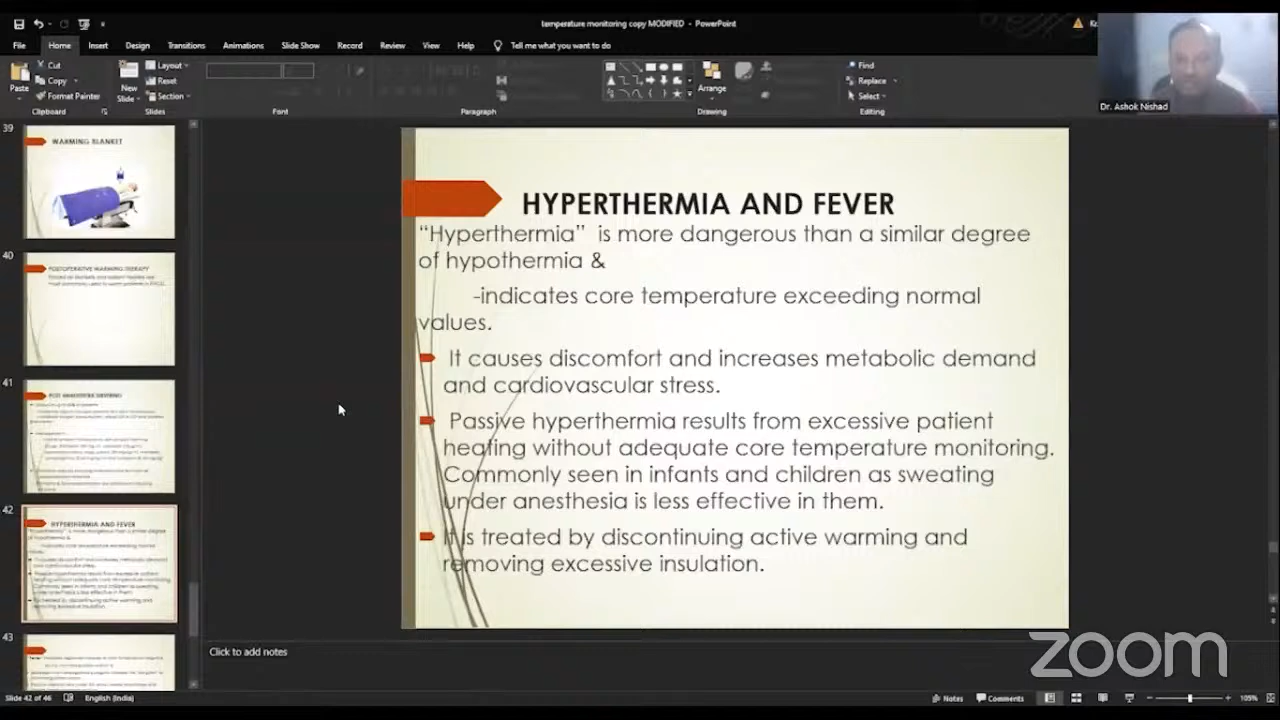 temperature monitoring copy MODIFIED - PowerPoint
File Home Insert Design Transitions Animations Slide Show Record Review View Help Tell me what you want to do
Paste
Cut
Copy
Format Painter
New Slide
Layout
Reset
Section
Arrange
Find
Replace
Select
Clipboard Slides Font Paragraph Drawing Editing
Dr. Ashok Nishad
39
WARMING BLANKET
40
POSTOPERATIVE WARMING THERAPY
41
42
HYPERTHERMIA AND FEVER
43
HYPERTHERMIA AND FEVER
“Hyperthermia” is more dangerous than a similar degree
of hypothermia &
-indicates core temperature exceeding normal
values.
It causes discomfort and increases metabolic demand
and cardiovascular stress.
Passive hyperthermia results from excessive patient
heating without adequate core temperature monitoring.
Commonly seen in infants and children as sweating
under anesthesia is less effective in them.
It is treated by discontinuing active warming and
removing excessive insulation.
Click to add notes
zoom
Slide 42 of 46 English (India) Notes Comments 105%